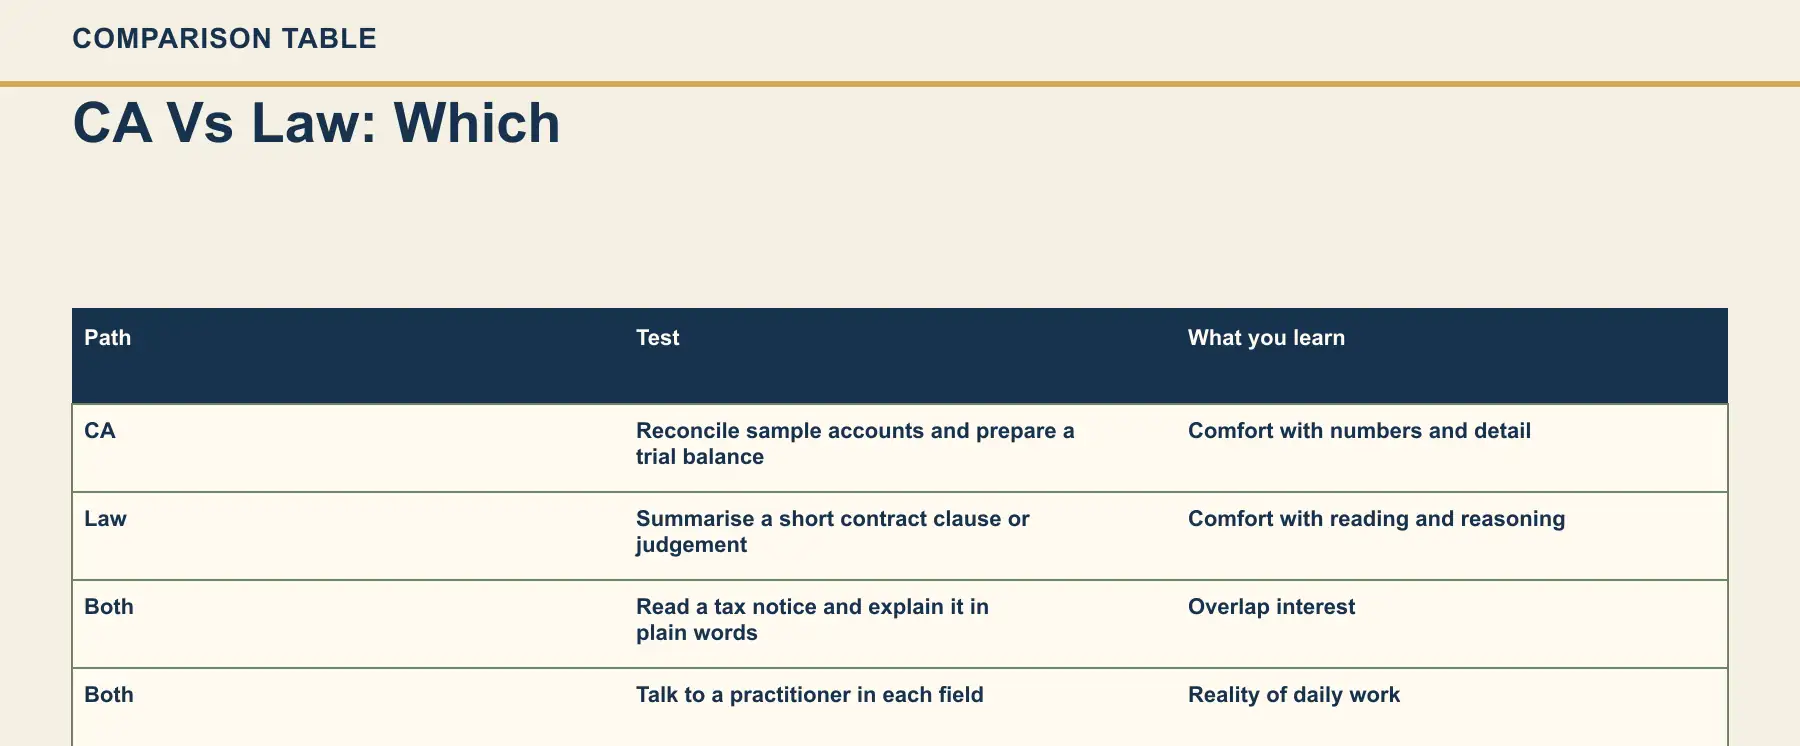 COMPARISON TABLE
CA Vs Law: Which
Path Test What you learn
CA Reconcile sample accounts and prepare a Comfort with numbers and detail
trial balance
Law Summarise a short contract clause or Comfort with reading and reasoning
judgement
Both Read a tax notice and explain it in Overlap interest
plain words
Both Talk to a practitioner in each field Reality of daily work